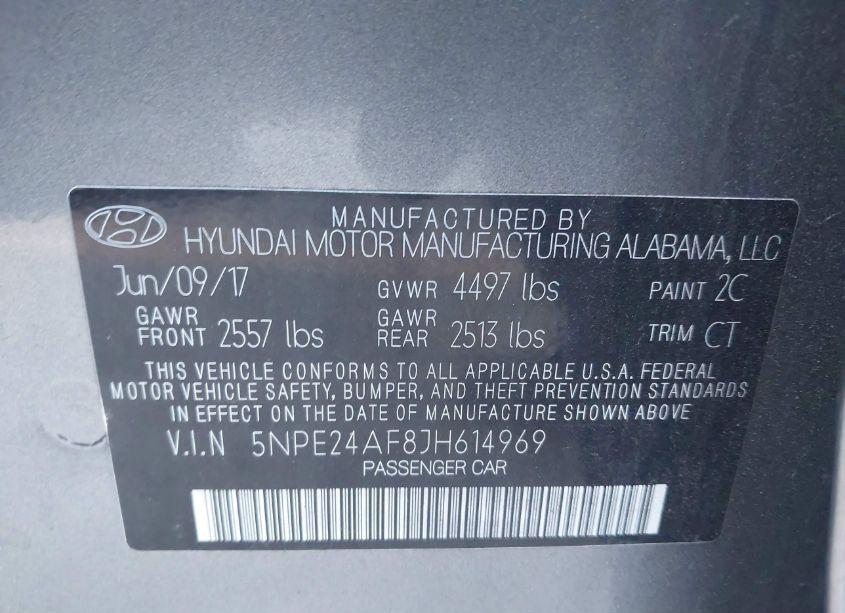 MANUFACTURED BY
HYUNDAI MOTOR MANUFACTURING ALABAMA, LLC
Jun/09/17 GVWR 4497 lbs PAINT 2C
GAWR FRONT 2557 lbs GAWR REAR 2513 lbs TRIM CT
THIS VEHICLE CONFORMS TO ALL APPLICABLE U.S.A. FEDERAL
MOTOR VEHICLE SAFETY, BUMPER, AND THEFT PREVENTION STANDARDS
IN EFFECT ON THE DATE OF MANUFACTURE SHOWN ABOVE
V.I.N 5NPE24AF8JH614969
PASSENGER CAR